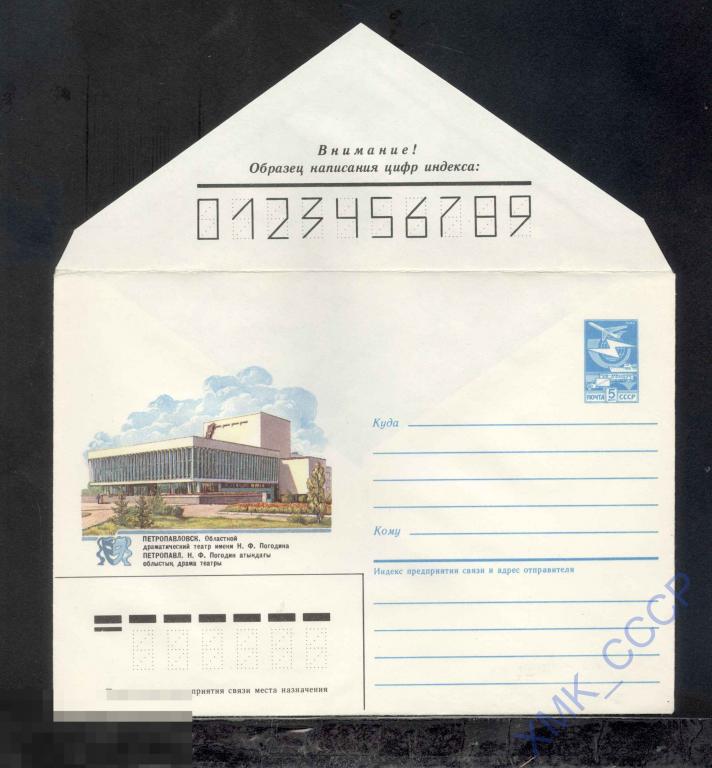 Внимание!
Образец написания цифр индекса:
0123456789
ПОЧТА 5 СССР
Куда
ПЕТРОПАВЛОВСК. Областной
драматический театр имени Н. Ф. Погодина
ПЕТРОПАВЛ. Н. Ф. Погодин атындағы
облыстық драма театры
Кому
Индекс предприятия связи и адрес отправителя
приятия связи места назначения
ХМК_СССР